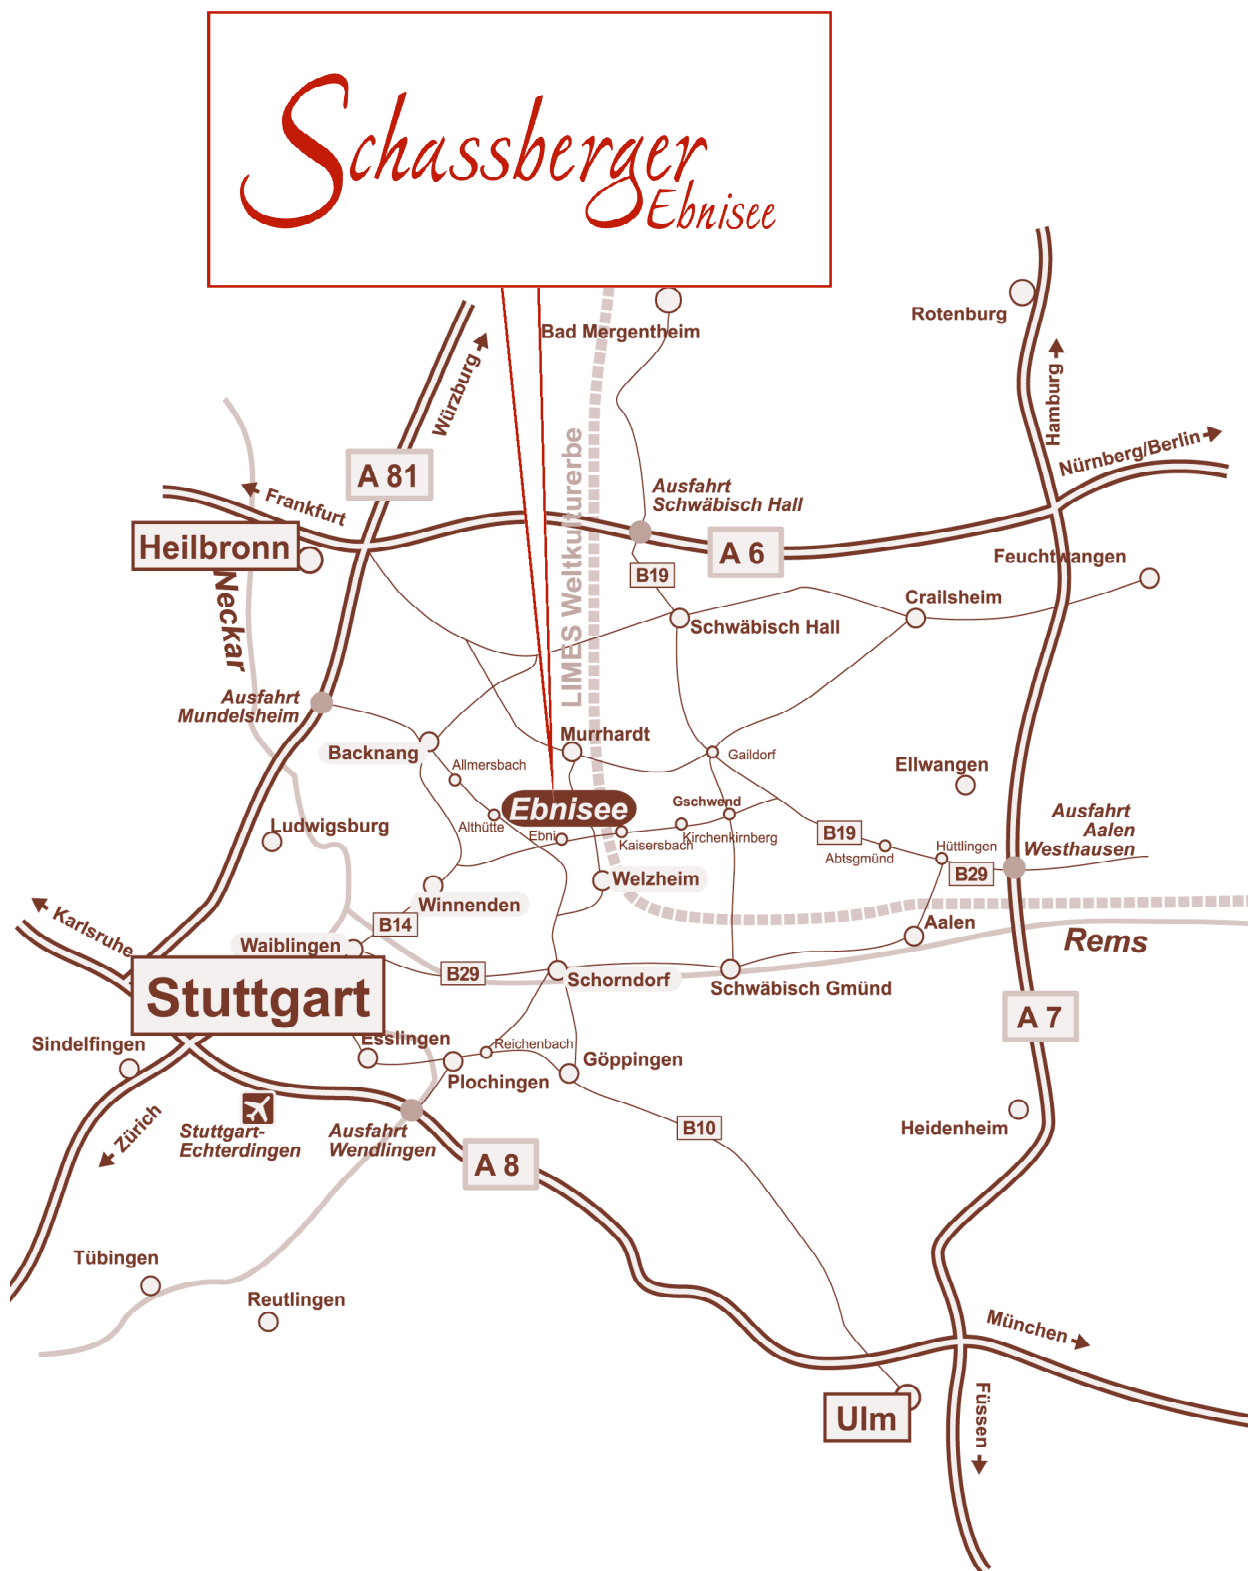 Schassberger
Ebnisee
Bad Mergentheim
Rotenburg
Würzburg
Hamburg
Nürnberg/Berlin
A 81
LIMES Weltkulturerbe
Ausfahrt
Schwäbisch Hall
Frankfurt
Heilbronn
A 6
B19
Feuchtwangen
Neckar
Crailsheim
Schwäbisch Hall
Ausfahrt
Mundelsheim
Backnang
Murrhardt
Gaildorf
Allmersbach
Ellwangen
Ebnisee
Gschwend
Ausfahrt
Aalen
Westhausen
Ludwigsburg
Althütte
Ebni
Kaisersbach
Kirchenkirnberg
B19
Abtsgmünd
Hüttlingen
B29
Welzheim
Winnenden
B14
Karlsruhe
Aalen
Rems
Waiblingen
B29
Schorndorf
Schwäbisch Gmünd
Stuttgart
A 7
Sindelfingen
Esslingen
Reichenbach
Göppingen
Plochingen
Zürich
Stuttgart-
Echterdingen
Ausfahrt
Wendlingen
B10
Heidenheim
A 8
Tübingen
Reutlingen
München
Füssen
Ulm